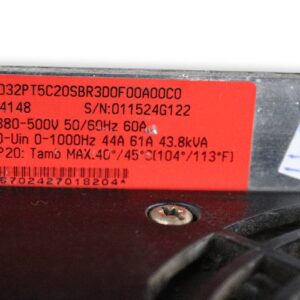 032PT5C20SBR3D0F00A00C0
4148 S/N:011524G122
380-500V 50/60Hz 60A
0-Uin 0-1000Hz 44A 61A 43.8kVA
P20: Tamb MAX.40°/45°C(104°/113°F)
5702427018204*